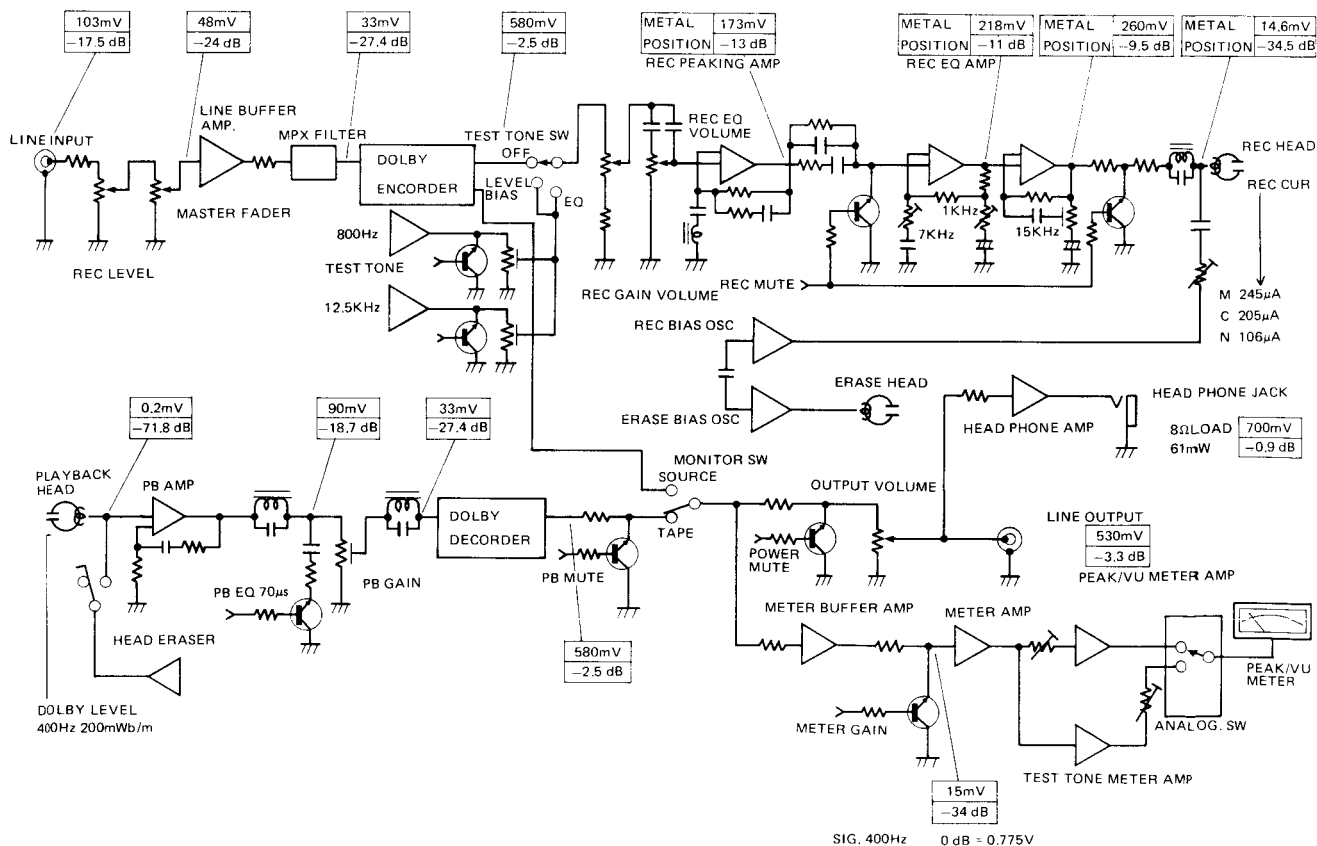 103mV
−17.5 dB
48mV
−24 dB
33mV
−27.4 dB
580mV
−2.5 dB
METAL POSITION
173mV
−13 dB
REC PEAKING AMP
METAL POSITION
218mV
−11 dB
REC EQ AMP
METAL POSITION
260mV
−9.5 dB
METAL POSITION
14.6mV
−34.5 dB
LINE INPUT
LINE BUFFER
AMP.
MPX FILTER
DOLBY
ENCORDER
TEST TONE SW
OFF
LEVEL
BIAS
EQ
REC EQ
VOLUME
REC HEAD
REC CUR
MASTER FADER
REC LEVEL
800Hz
TEST TONE
12.5KHz
REC GAIN VOLUME
REC MUTE
7KHz
1KHz
15KHz
M 245μA
C 205μA
N 106μA
REC BIAS OSC
ERASE BIAS OSC
ERASE HEAD
HEAD PHONE AMP
HEAD PHONE JACK
8ΩLOAD
61mW
700mV
−0.9 dB
0.2mV
−71.8 dB
90mV
−18.7 dB
33mV
−27.4 dB
PLAYBACK
HEAD
PB AMP
DOLBY
DECORDER
MONITOR SW
SOURCE
TAPE
OUTPUT VOLUME
LINE OUTPUT
530mV
−3.3 dB
PB GAIN
PB EQ 70μs
PB MUTE
POWER
MUTE
PEAK/VU METER AMP
HEAD ERASER
580mV
−2.5 dB
METER BUFFER AMP
METER AMP
PEAK/VU
METER
DOLBY LEVEL
400Hz 200mWb/m
METER GAIN
ANALOG. SW
TEST TONE METER AMP
15mV
−34 dB
SIG. 400Hz 0 dB = 0.775V